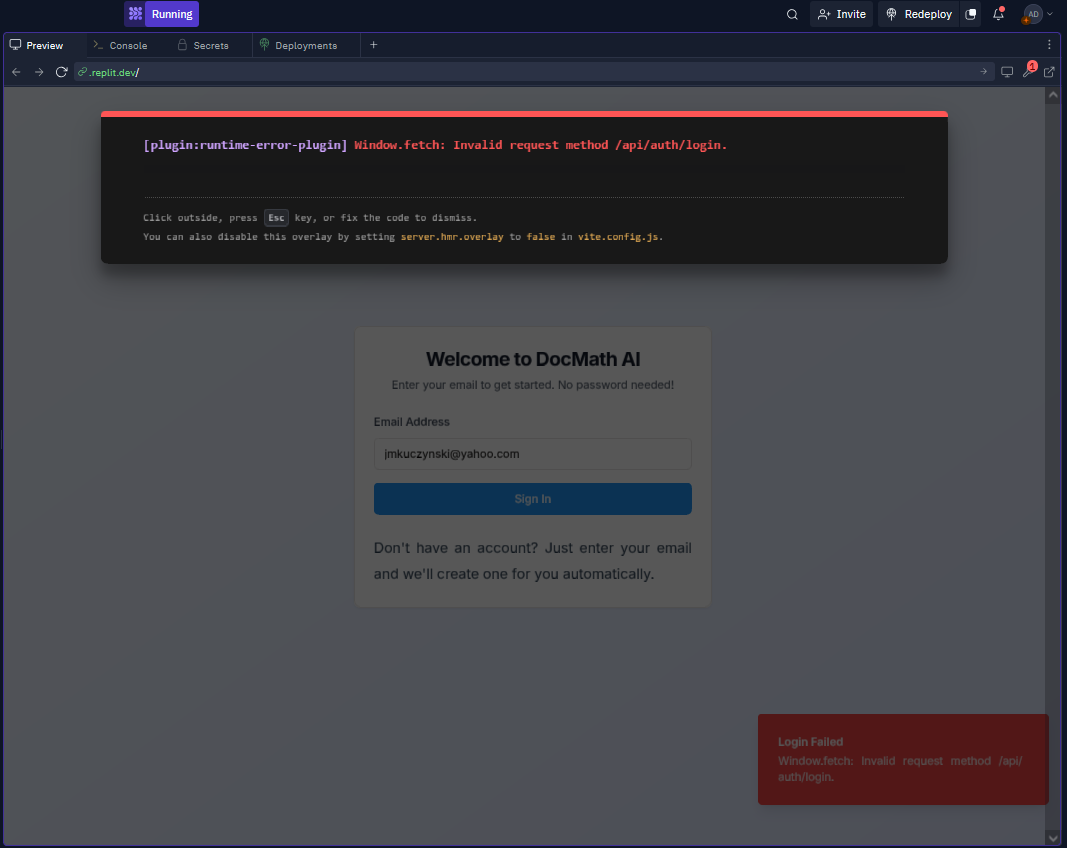 Running
Invite
Redeploy
AD
Preview
Console
Secrets
Deployments
+
.replit.dev/
1
[plugin:runtime-error-plugin] Window.fetch: Invalid request method /api/auth/login.
Click outside, press Esc key, or fix the code to dismiss.
You can also disable this overlay by setting server.hmr.overlay to false in vite.config.js.
Welcome to DocMath AI
Enter your email to get started. No password needed!
Email Address
jmkuczynski@yahoo.com
Sign In
Don't have an account? Just enter your email
and we'll create one for you automatically.
Login Failed
Window.fetch: Invalid request method /api/
auth/login.